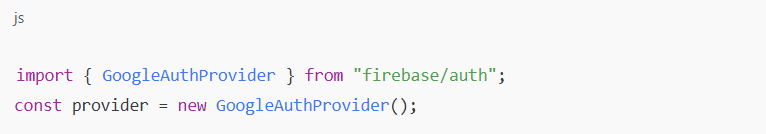 js
import { GoogleAuthProvider } from "firebase/auth";
const provider = new GoogleAuthProvider();